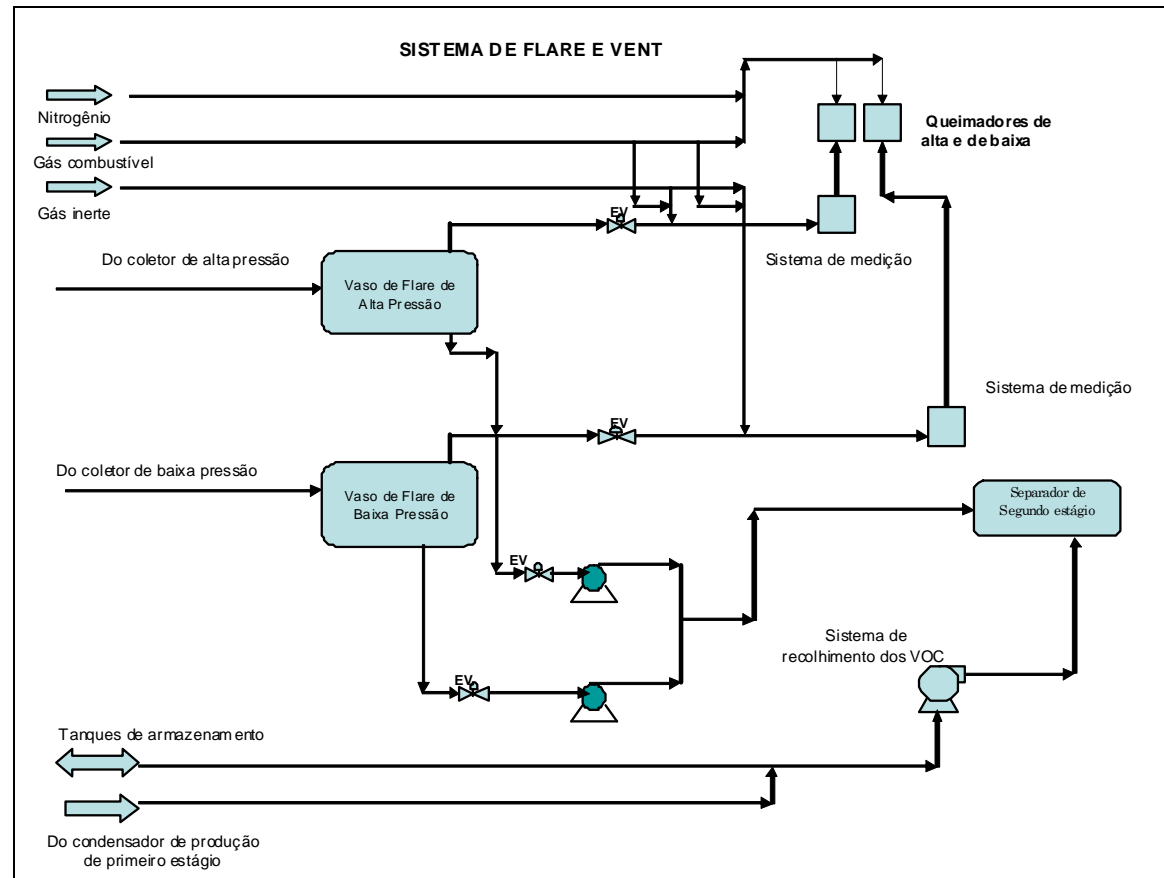 SISTEMA DE FLARE E VENT
Nitrogênio
Gás combustível
Gás inerte
Queimadores de
alta e de baixa
EV
Do coletor de alta pressão
Vaso de Flare de
Alta Pressão
Sistema de medição
Sistema de medição
EV
Do coletor de baixa pressão
Vaso de Flare de
Baixa Pressão
Separador de
Segundo estágio
EV
Sistema de
recolhimento dos VOC
EV
Tanques de armazenamento
Do condensador de produção
de primeiro estágio